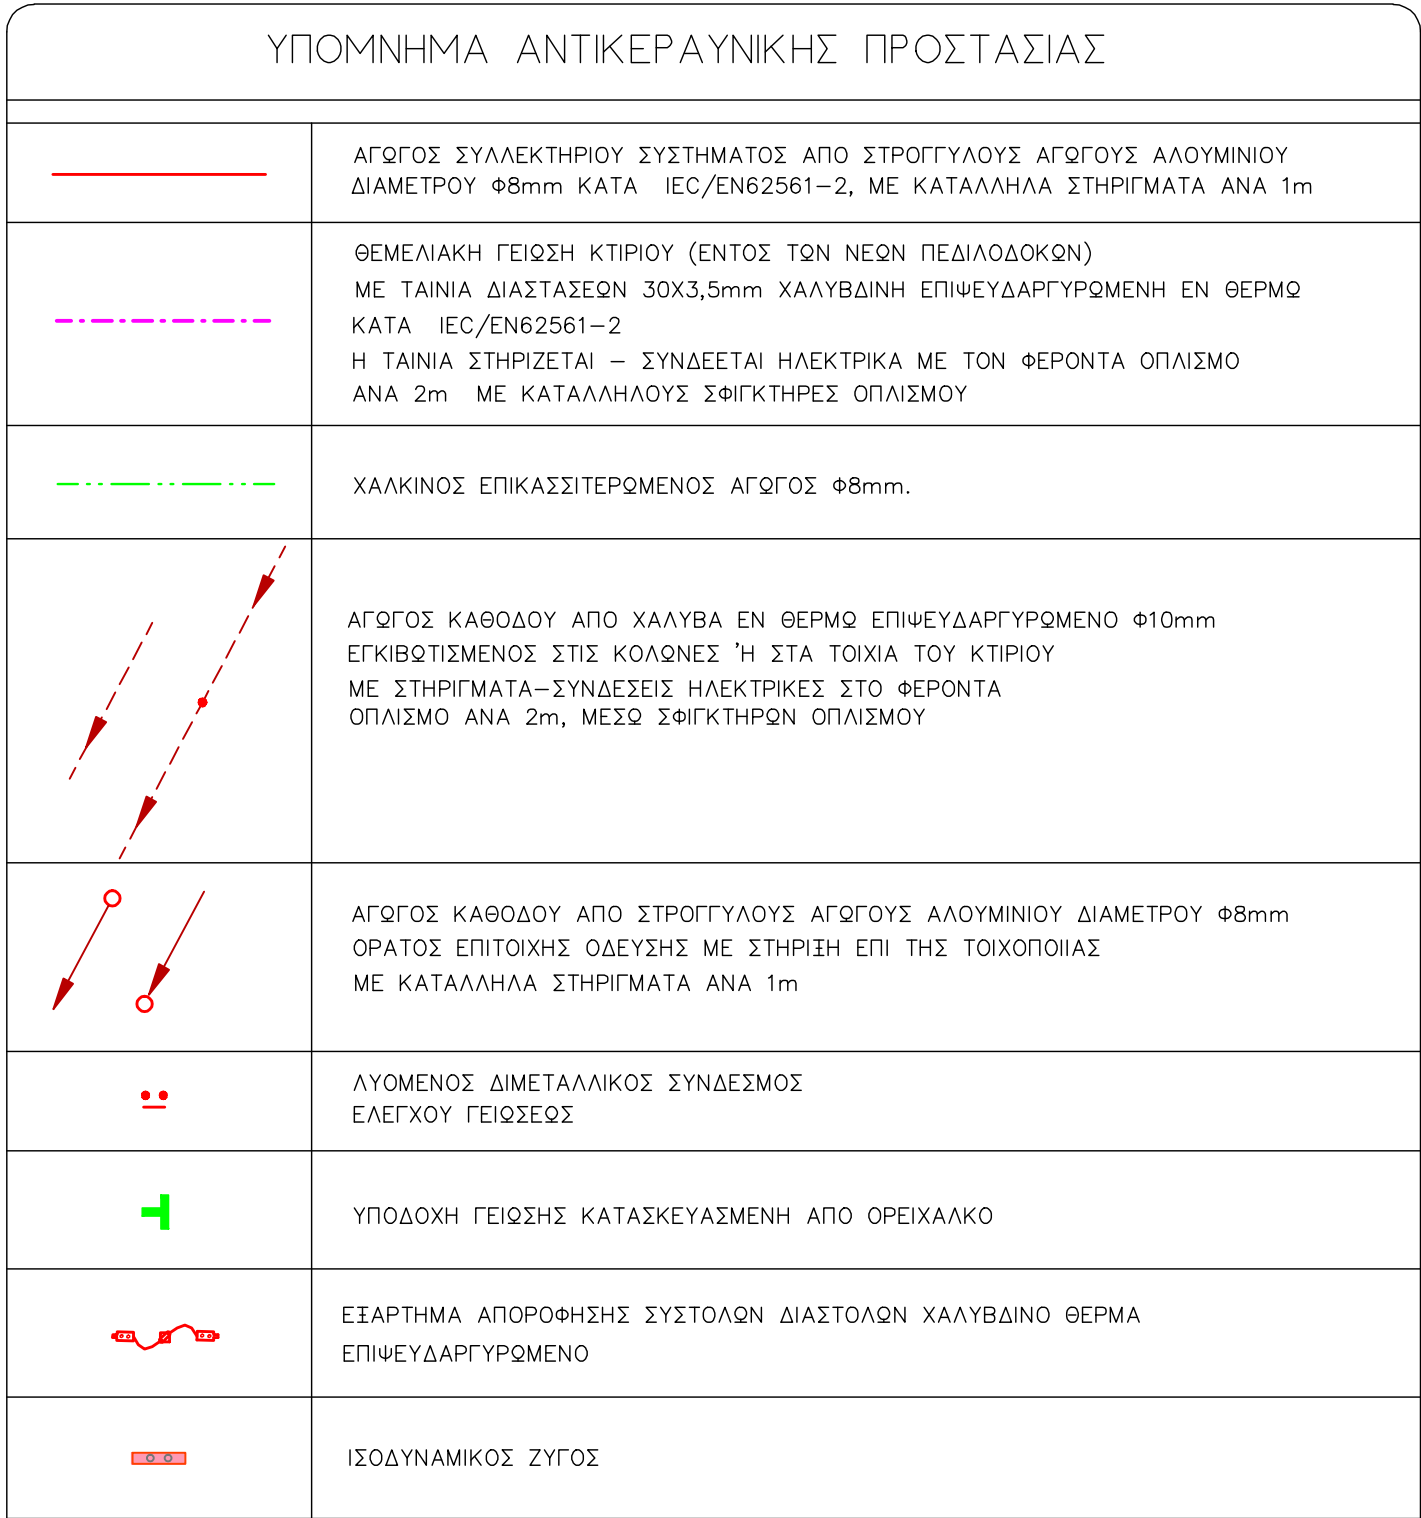 ΥΠΟΜΝΗΜΑ ΑΝΤΙΚΕΡΑΥΝΙΚΗΣ ΠΡΟΣΤΑΣΙΑΣ
ΑΓΩΓΟΣ ΣΥΛΛΕΚΤΗΡΙΟΥ ΣΥΣΤΗΜΑΤΟΣ ΑΠΟ ΣΤΡΟΓΓΥΛΟΥΣ ΑΓΩΓΟΥΣ ΑΛΟΥΜΙΝΙΟΥ
ΔΙΑΜΕΤΡΟΥ Φ8mm ΚΑΤΑ IEC/EN62561-2, ΜΕ ΚΑΤΑΛΛΗΛΑ ΣΤΗΡΙΓΜΑΤΑ ΑΝΑ 1m
ΘΕΜΕΛΙΑΚΗ ΓΕΙΩΣΗ ΚΤΙΡΙΟΥ (ΕΝΤΟΣ ΤΩΝ ΝΕΩΝ ΠΕΔΙΛΟΔΟΚΩΝ)
ΜΕ ΤΑΙΝΙΑ ΔΙΑΣΤΑΣΕΩΝ 30X3,5mm ΧΑΛΥΒΔΙΝΗ ΕΠΙΨΕΥΔΑΡΓΥΡΩΜΕΝΗ ΕΝ ΘΕΡΜΩ
ΚΑΤΑ IEC/EN62561-2
Η ΤΑΙΝΙΑ ΣΤΗΡΙΖΕΤΑΙ - ΣΥΝΔΕΕΤΑΙ ΗΛΕΚΤΡΙΚΑ ΜΕ ΤΟΝ ΦΕΡΟΝΤΑ ΟΠΛΙΣΜΟ
ΑΝΑ 2m ΜΕ ΚΑΤΑΛΛΗΛΟΥΣ ΣΦΙΓΚΤΗΡΕΣ ΟΠΛΙΣΜΟΥ
ΧΑΛΚΙΝΟΣ ΕΠΙΚΑΣΣΙΤΕΡΩΜΕΝΟΣ ΑΓΩΓΟΣ Φ8mm.
ΑΓΩΓΟΣ ΚΑΘΟΔΟΥ ΑΠΟ ΧΑΛΥΒΑ ΕΝ ΘΕΡΜΩ ΕΠΙΨΕΥΔΑΡΓΥΡΩΜΕΝΟ Φ10mm
ΕΓΚΙΒΩΤΙΣΜΕΝΟΣ ΣΤΙΣ ΚΟΛΩΝΕΣ 'Η ΣΤΑ ΤΟΙΧΙΑ ΤΟΥ ΚΤΙΡΙΟΥ
ΜΕ ΣΤΗΡΙΓΜΑΤΑ-ΣΥΝΔΕΣΕΙΣ ΗΛΕΚΤΡΙΚΕΣ ΣΤΟ ΦΕΡΟΝΤΑ
ΟΠΛΙΣΜΟ ΑΝΑ 2m, ΜΕΣΩ ΣΦΙΓΚΤΗΡΩΝ ΟΠΛΙΣΜΟΥ
ΑΓΩΓΟΣ ΚΑΘΟΔΟΥ ΑΠΟ ΣΤΡΟΓΓΥΛΟΥΣ ΑΓΩΓΟΥΣ ΑΛΟΥΜΙΝΙΟΥ ΔΙΑΜΕΤΡΟΥ Φ8mm
ΟΡΑΤΟΣ ΕΠΙΤΟΙΧΗΣ ΟΔΕΥΣΗΣ ΜΕ ΣΤΗΡΙΞΗ ΕΠΙ ΤΗΣ ΤΟΙΧΟΠΟΙΙΑΣ
ΜΕ ΚΑΤΑΛΛΗΛΑ ΣΤΗΡΙΓΜΑΤΑ ΑΝΑ 1m
ΛΥΟΜΕΝΟΣ ΔΙΜΕΤΑΛΛΙΚΟΣ ΣΥΝΔΕΣΜΟΣ
ΕΛΕΓΧΟΥ ΓΕΙΩΣΕΩΣ
ΥΠΟΔΟΧΗ ΓΕΙΩΣΗΣ ΚΑΤΑΣΚΕΥΑΣΜΕΝΗ ΑΠΟ ΟΡΕΙΧΑΛΚΟ
ΕΞΑΡΤΗΜΑ ΑΠΟΡΟΦΗΣΗΣ ΣΥΣΤΟΛΩΝ ΔΙΑΣΤΟΛΩΝ ΧΑΛΥΒΔΙΝΟ ΘΕΡΜΑ
ΕΠΙΨΕΥΔΑΡΓΥΡΩΜΕΝΟ
ΙΣΟΔΥΝΑΜΙΚΟΣ ΖΥΓΟΣ